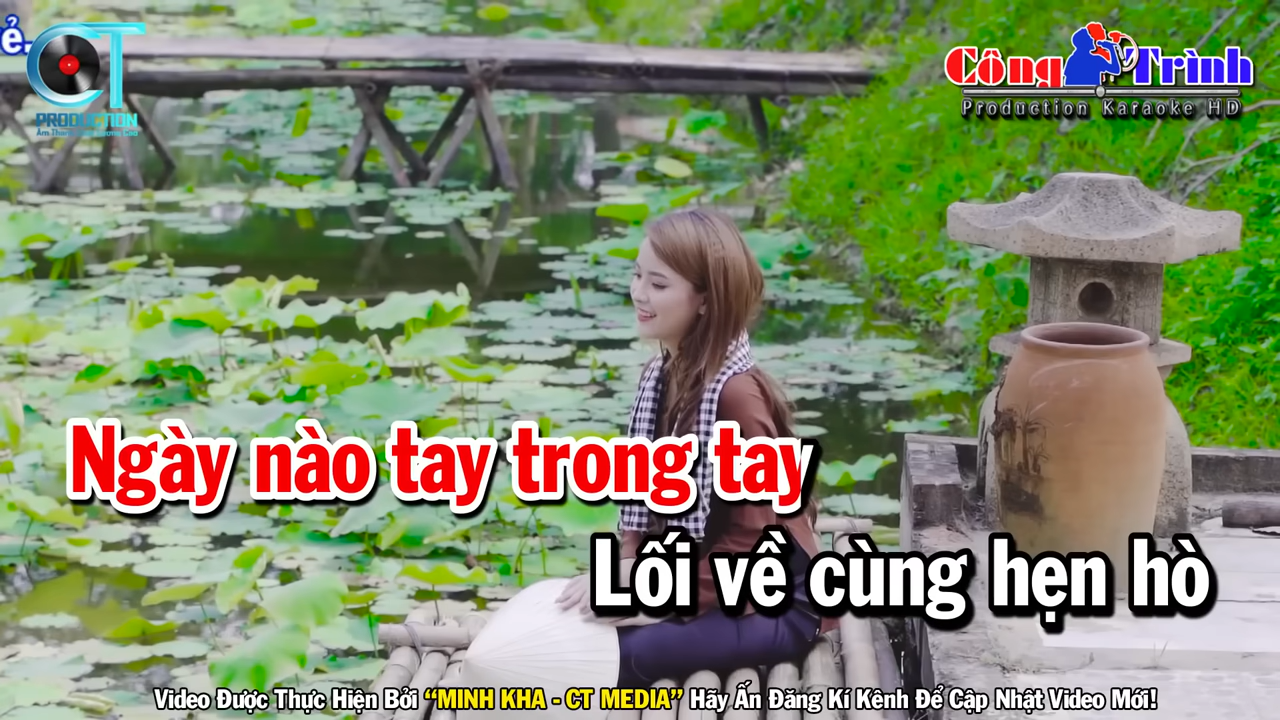 ẻ.
CT
PRODUCTION
Công Trình
Production Karaoke HD
Ngày nào tay trong tay
Lối về cùng hẹn hò
Video Được Thực Hiện Bởi “MINH KHA - CT MEDIA” Hãy Ấn Đăng Kí Kênh Để Cập Nhật Video Mới!